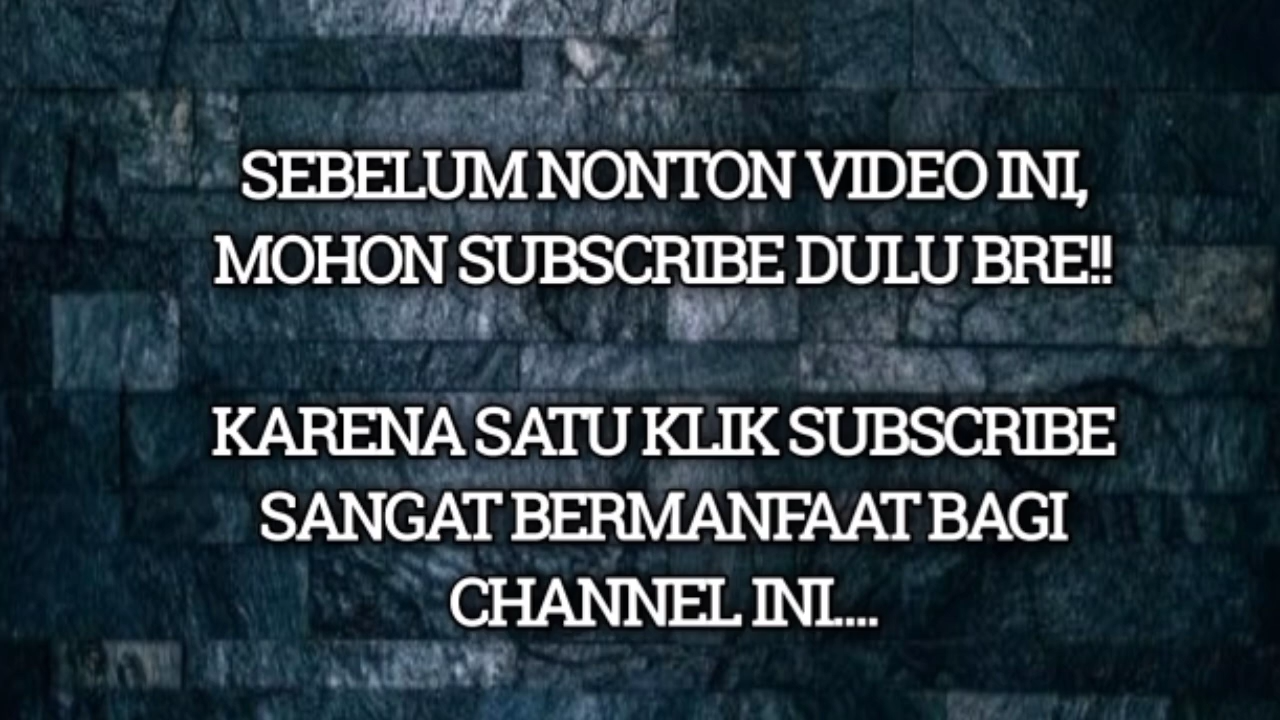 SEBELUM NONTON VIDEO INI,
MOHON SUBSCRIBE DULU BRE!!
KARENA SATU KLIK SUBSCRIBE
SANGAT BERMANFAAT BAGI
CHANNEL INI....